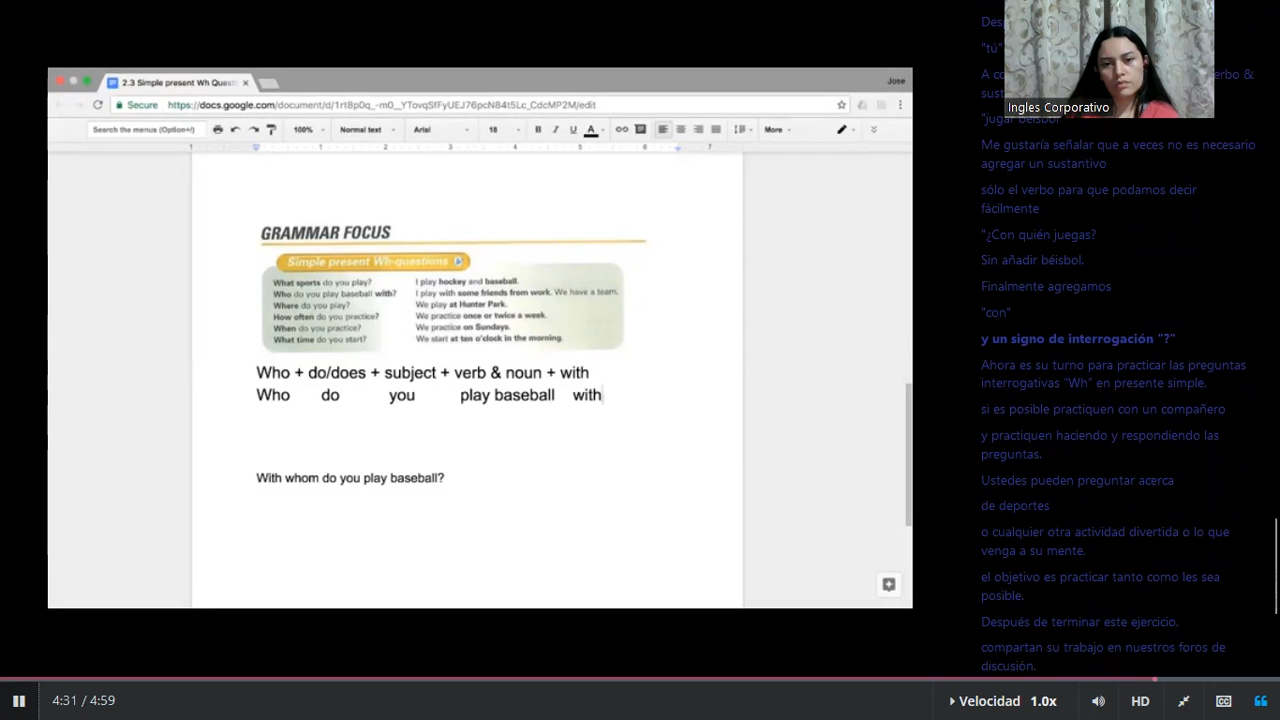 2.3 Simple present Wh Quest
Jose
Secure
https://docs.google.com/document/d/1rt8p0q_-m0__YTovqSfFyUEJ76pcN84t5Lc_CdcMP2M/edit
Search the menus (Option+/)
100%
Normal text
Arial
18
B I U A
More
1 1 2 3 4 5 6 7
GRAMMAR FOCUS
Simple present Wh-questions
What sports do you play? I play hockey and baseball.
Who do you play baseball with? I play with some friends from work. We have a team.
Where do you play? We play at Hunter Park.
How often do you practice? We practice once or twice a week.
When do you practice? We practice on Sundays.
What time do you start? We start at ten o'clock in the morning.
Who + do/does + subject + verb & noun + with
Who do you play baseball with
With whom do you play baseball?
Ingles Corporativo
"tú"
"jugar béisbol"
Me gustaría señalar que a veces no es necesario
agregar un sustantivo
sólo el verbo para que podamos decir
fácilmente
"¿Con quién juegas?
Sin añadir béisbol.
Finalmente agregamos
"con"
y un signo de interrogación "?"
Ahora es su turno para practicar las preguntas
interrogativas "Wh" en presente simple,
si es posible practiquen con un compañero
y practiquen haciendo y respondiendo las
preguntas.
Ustedes pueden preguntar acerca
de deportes
o cualquier otra actividad divertida o lo que
venga a su mente.
el objetivo es practicar tanto como les sea
posible.
Después de terminar este ejercicio,
compartan su trabajo en nuestros foros de
discusión.
4:31 / 4:59
Velocidad 1.0x
HD
CC